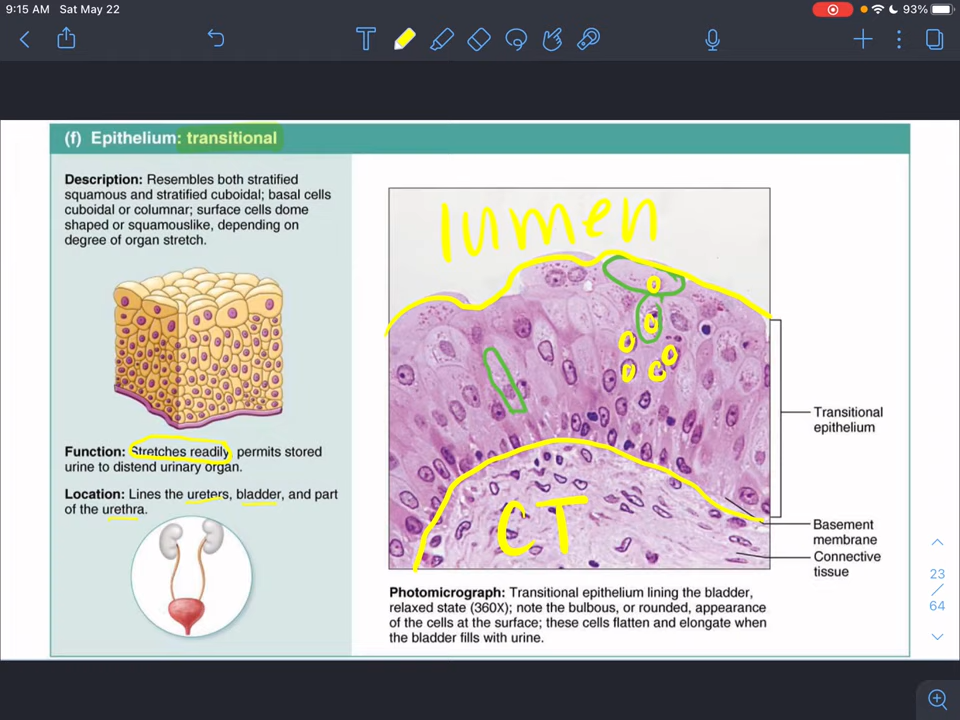 9:15 AM Sat May 22
93%
T
(f) Epithelium: transitional
Description: Resembles both stratified
squamous and stratified cuboidal; basal cells
cuboidal or columnar; surface cells dome
shaped or squamouslike, depending on
degree of organ stretch.
Function: Stretches readily, permits stored
urine to distend urinary organ.
Location: Lines the ureters, bladder, and part
of the urethra.
lumen
CT
Transitional
epithelium
Basement
membrane
Connective
tissue
Photomicrograph: Transitional epithelium lining the bladder,
relaxed state (360X); note the bulbous, or rounded, appearance
of the cells at the surface; these cells flatten and elongate when
the bladder fills with urine.
23
/
64